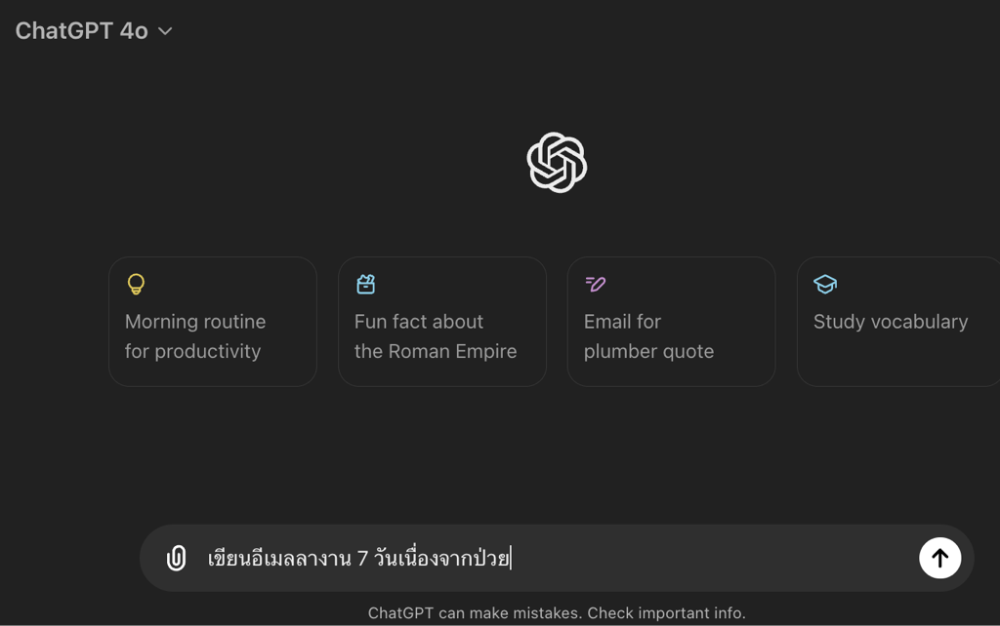 ChatGPT 4o
Morning routine
for productivity
Fun fact about
the Roman Empire
Email for
plumber quote
Study vocabulary
เขียนอีเมลลางาน 7 วันเนื่องจากป่วย
ChatGPT can make mistakes. Check important info.